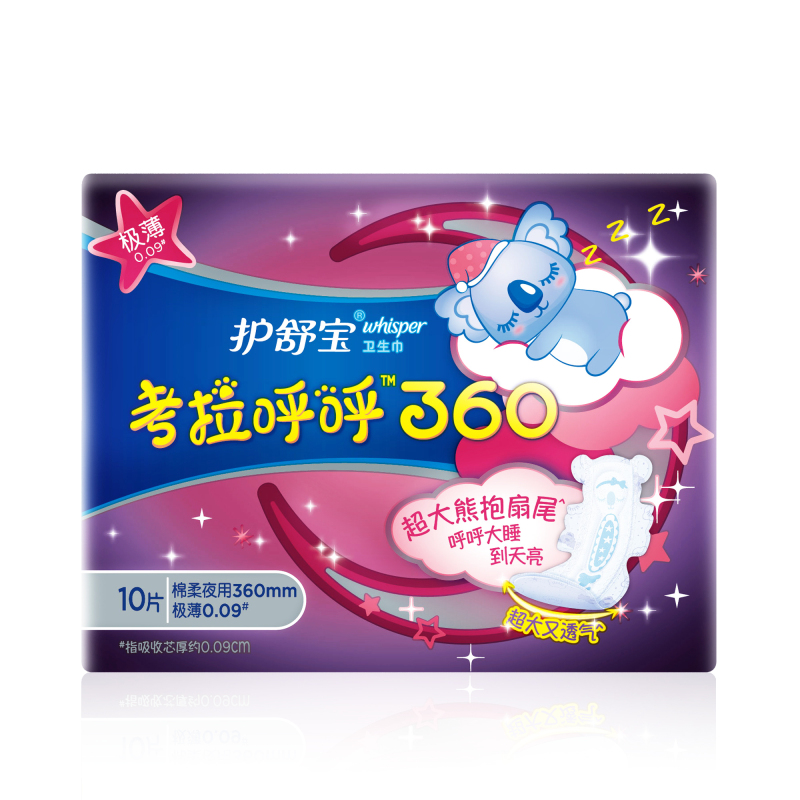 极薄
0.09#
Z Z Z
护舒宝® whisper
卫生巾
考拉呼呼™360
超大熊抱扇尾^
呼呼大睡
到天亮
超大又透气
10片
棉柔夜用360mm
极薄0.09#
#指吸收芯厚约0.09CM